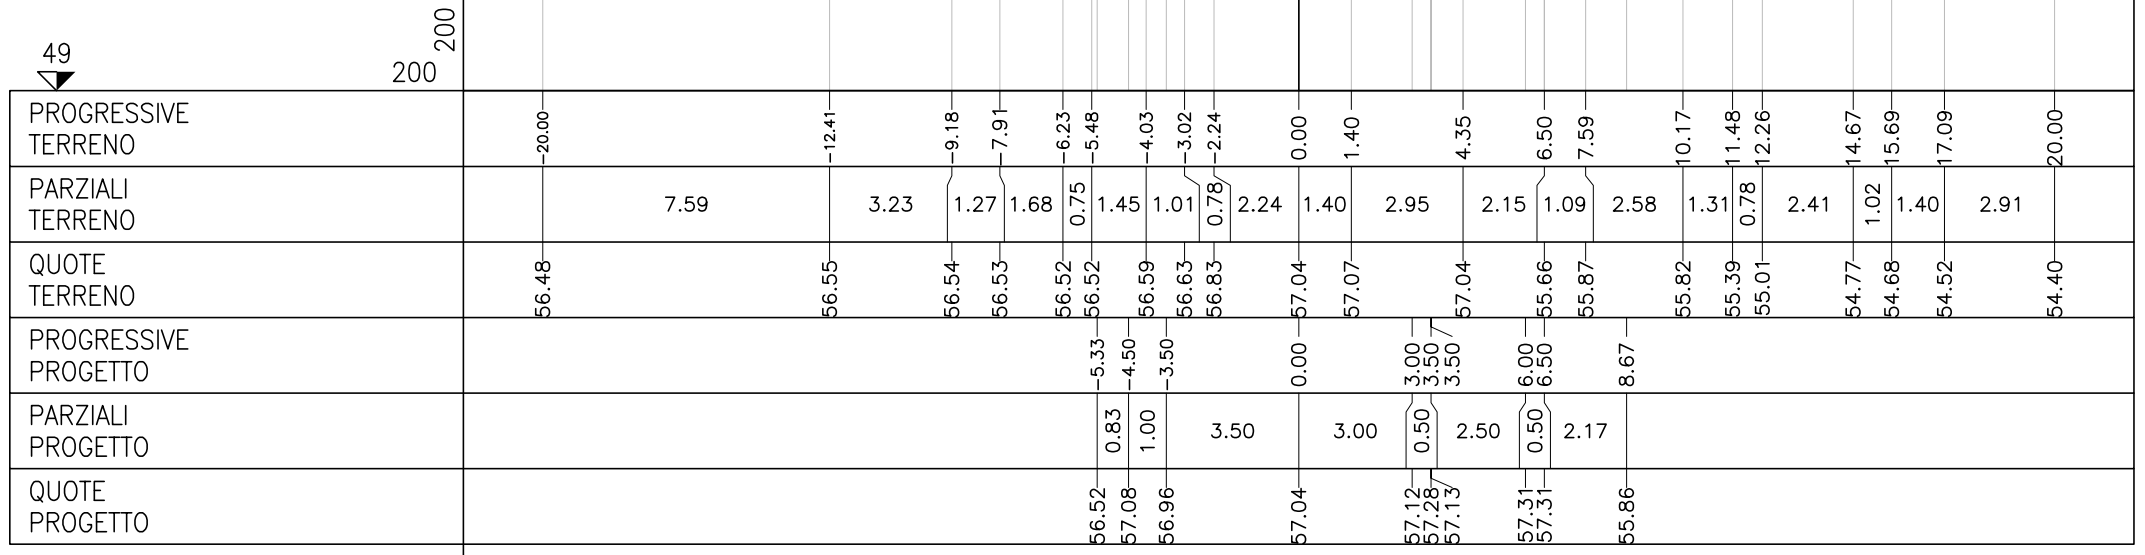 49
200
200
PROGRESSIVE
TERRENO
-20.00 -12.41 -9.18 -7.91 -6.23 -5.48 -4.03 -3.02 -2.24 0.00 1.40 4.35 6.50 7.59 10.17 11.48 12.26 14.67 15.69 17.09 20.00
PARZIALI
TERRENO
7.59 3.23 1.27 1.68 0.75 1.45 1.01 0.78 2.24 1.40 2.95 2.15 1.09 2.58 1.31 0.78 2.41 1.02 1.40 2.91
QUOTE
TERRENO
56.48 56.55 56.54 56.53 56.52 56.52 56.59 56.63 56.83 57.04 57.07 57.04 55.66 55.87 55.82 55.39 55.01 54.77 54.68 54.52 54.40
PROGRESSIVE
PROGETTO
-5.33 -4.50 -3.50 0.00 3.00 3.50 3.50 6.00 6.50 8.67
PARZIALI
PROGETTO
0.83 1.00 3.50 3.00 0.50 2.50 0.50 2.17
QUOTE
PROGETTO
56.52 57.08 56.96 57.04 57.12 57.28 57.13 57.31 57.31 55.86